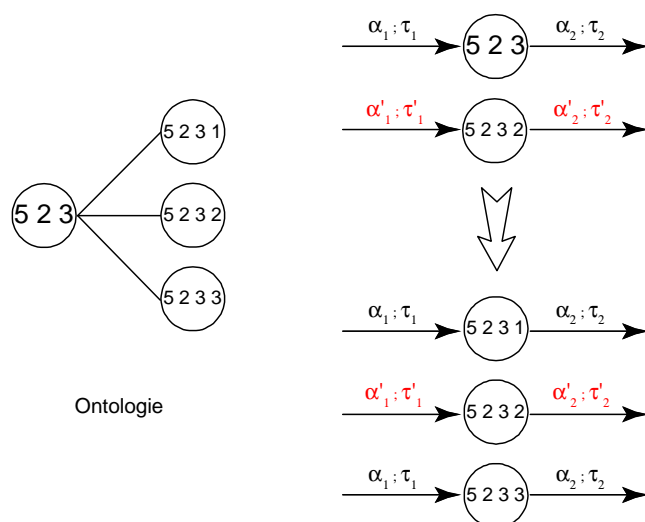 5 2 3
5 2 3 1
5 2 3 2
5 2 3 3
Ontologie
α₁ ; τ₁ 5 2 3 α₂ ; τ₂
α'₁ ; τ'₁ 5 2 3 2 α'₂ ; τ'₂
α₁ ; τ₁ 5 2 3 1 α₂ ; τ₂
α'₁ ; τ'₁ 5 2 3 2 α'₂ ; τ'₂
α₁ ; τ₁ 5 2 3 3 α₂ ; τ₂